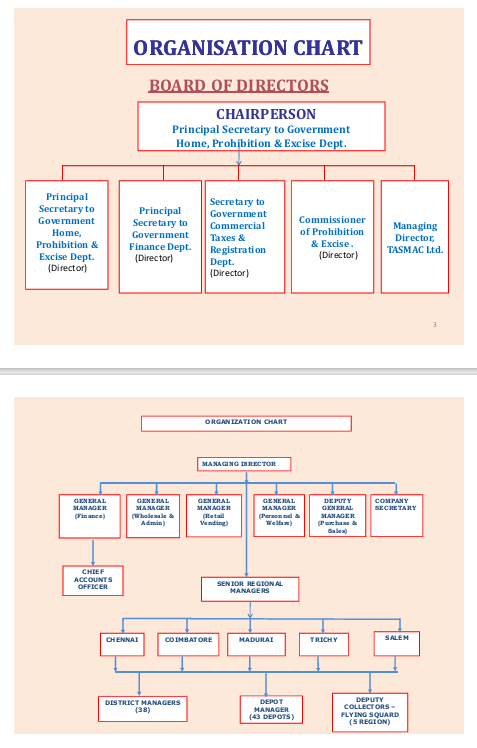 ORGANISATION CHART
BOARD OF DIRECTORS
CHAIRPERSON
Principal Secretary to Government
Home, Prohibition & Excise Dept.
Principal
Secretary to
Government
Home,
Prohibition &
Excise Dept.
(Director)
Principal
Secretary to
Government
Finance Dept.
(Director)
Secretary to
Government
Commercial
Taxes &
Registration
Dept.
(Director)
Commissioner
of Prohibition
& Excise .
(Director)
Managing
Director,
TASMAC Ltd.
3
ORGANIZATION CHART
MANAGING DIRECTOR
GENERAL
MANAGER
(Finance)
GENERAL
MANAGER
(Wholesale &
Admin)
GENERAL
MANAGER
(Retail
Vending)
GENERAL
MANAGER
(Personnel &
Welfare)
DEPUTY
GENERAL
MANAGER
(Purchase &
Sales)
COMPANY
SECRETARY
CHIEF
ACCOUNTS
OFFICER
SENIOR REGIONAL
MANAGERS
CHENNAI
COIMBATORE
MADURAI
TRICHY
SALEM
DISTRICT MANAGERS
(38)
DEPOT
MANAGER
(43 DEPOTS)
DEPUTY
COLLECTORS –
FLYING SQUARD
(5 REGION)